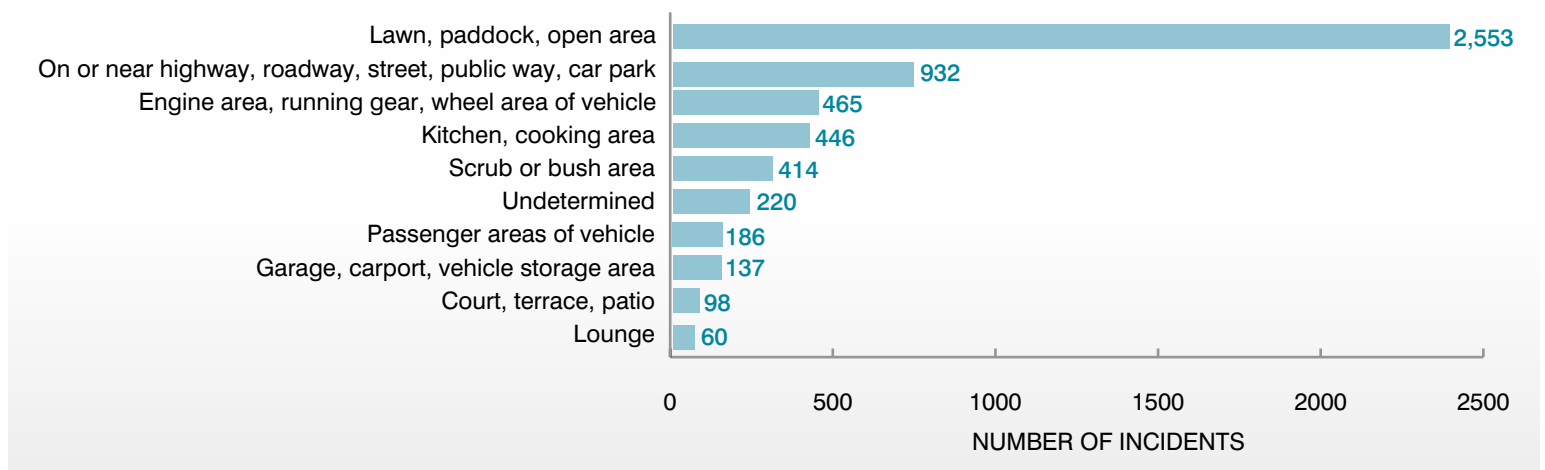 Lawn, paddock, open area 2,553
On or near highway, roadway, street, public way, car park 932
Engine area, running gear, wheel area of vehicle 465
Kitchen, cooking area 446
Scrub or bush area 414
Undetermined 220
Passenger areas of vehicle 186
Garage, carport, vehicle storage area 137
Court, terrace, patio 98
Lounge 60
0 500 1000 1500 2000 2500
NUMBER OF INCIDENTS